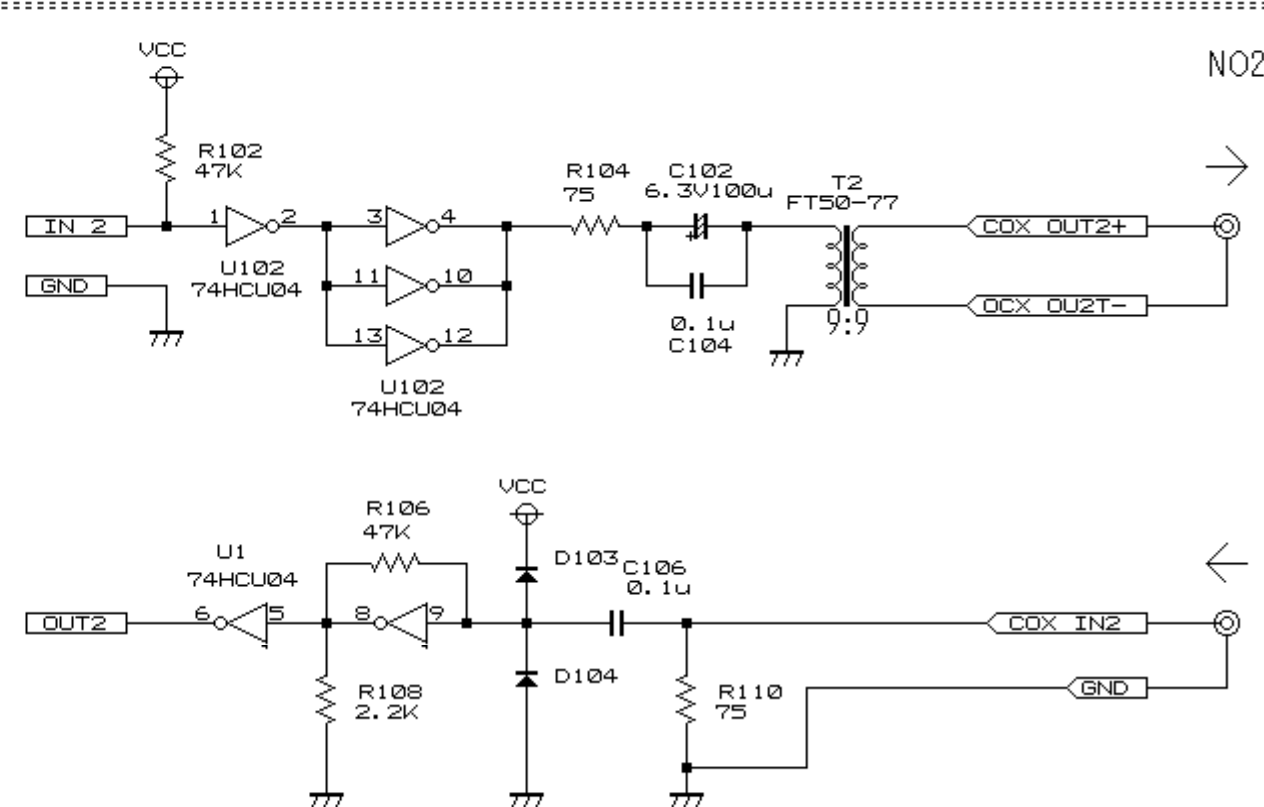 VCC
NO2
R102
47K
R104
75
C102
6.3V100u
T2
FT50-77
IN 2
1
2
3
4
COX OUT2+
U102
74HCU04
11
10
GND
OCX OU2T-
0.1u
C104
9:9
13
12
U102
74HCU04
VCC
R106
47K
U1
74HCU04
D103
C106
0.1u
OUT2
6
5
8
9
COX IN2
D104
R108
2.2K
R110
75
GND